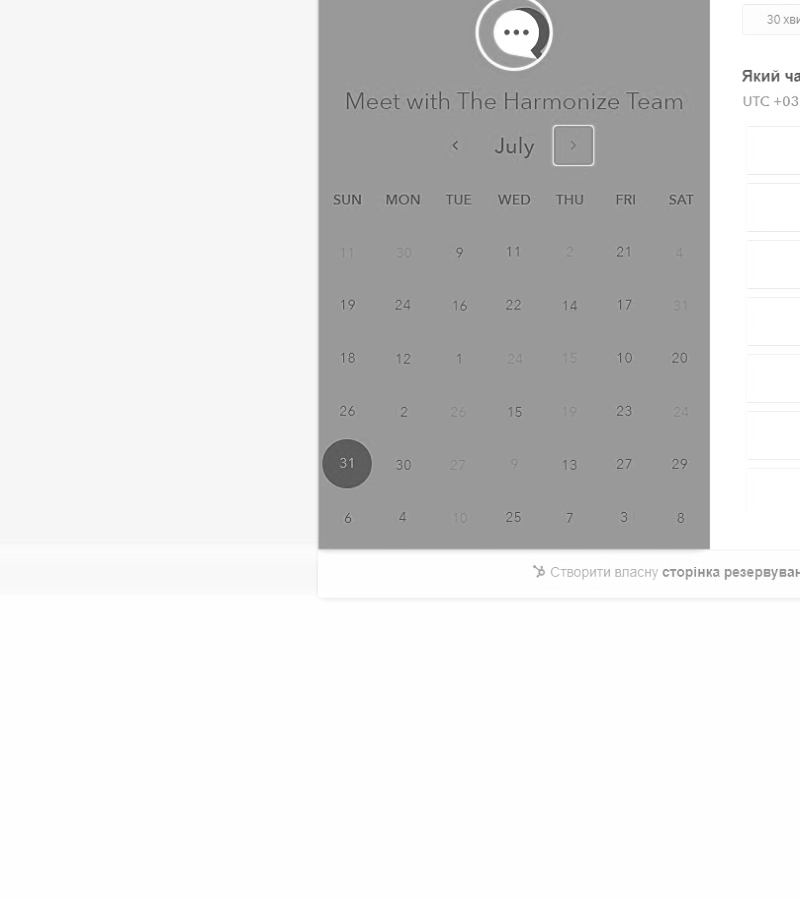 30
Який
UTC +03
Meet with The Harmonize Team
July
SUN MON TUE WED THU FRI SAT
11 30 9 11 2 21 4
19 24 16 22 14 17 31
18 12 1 24 15 10 20
26 2 26 15 19 23 24
31 30 27 9 13 27 29
6 4 10 25 7 3 8
Створити власну сторінка